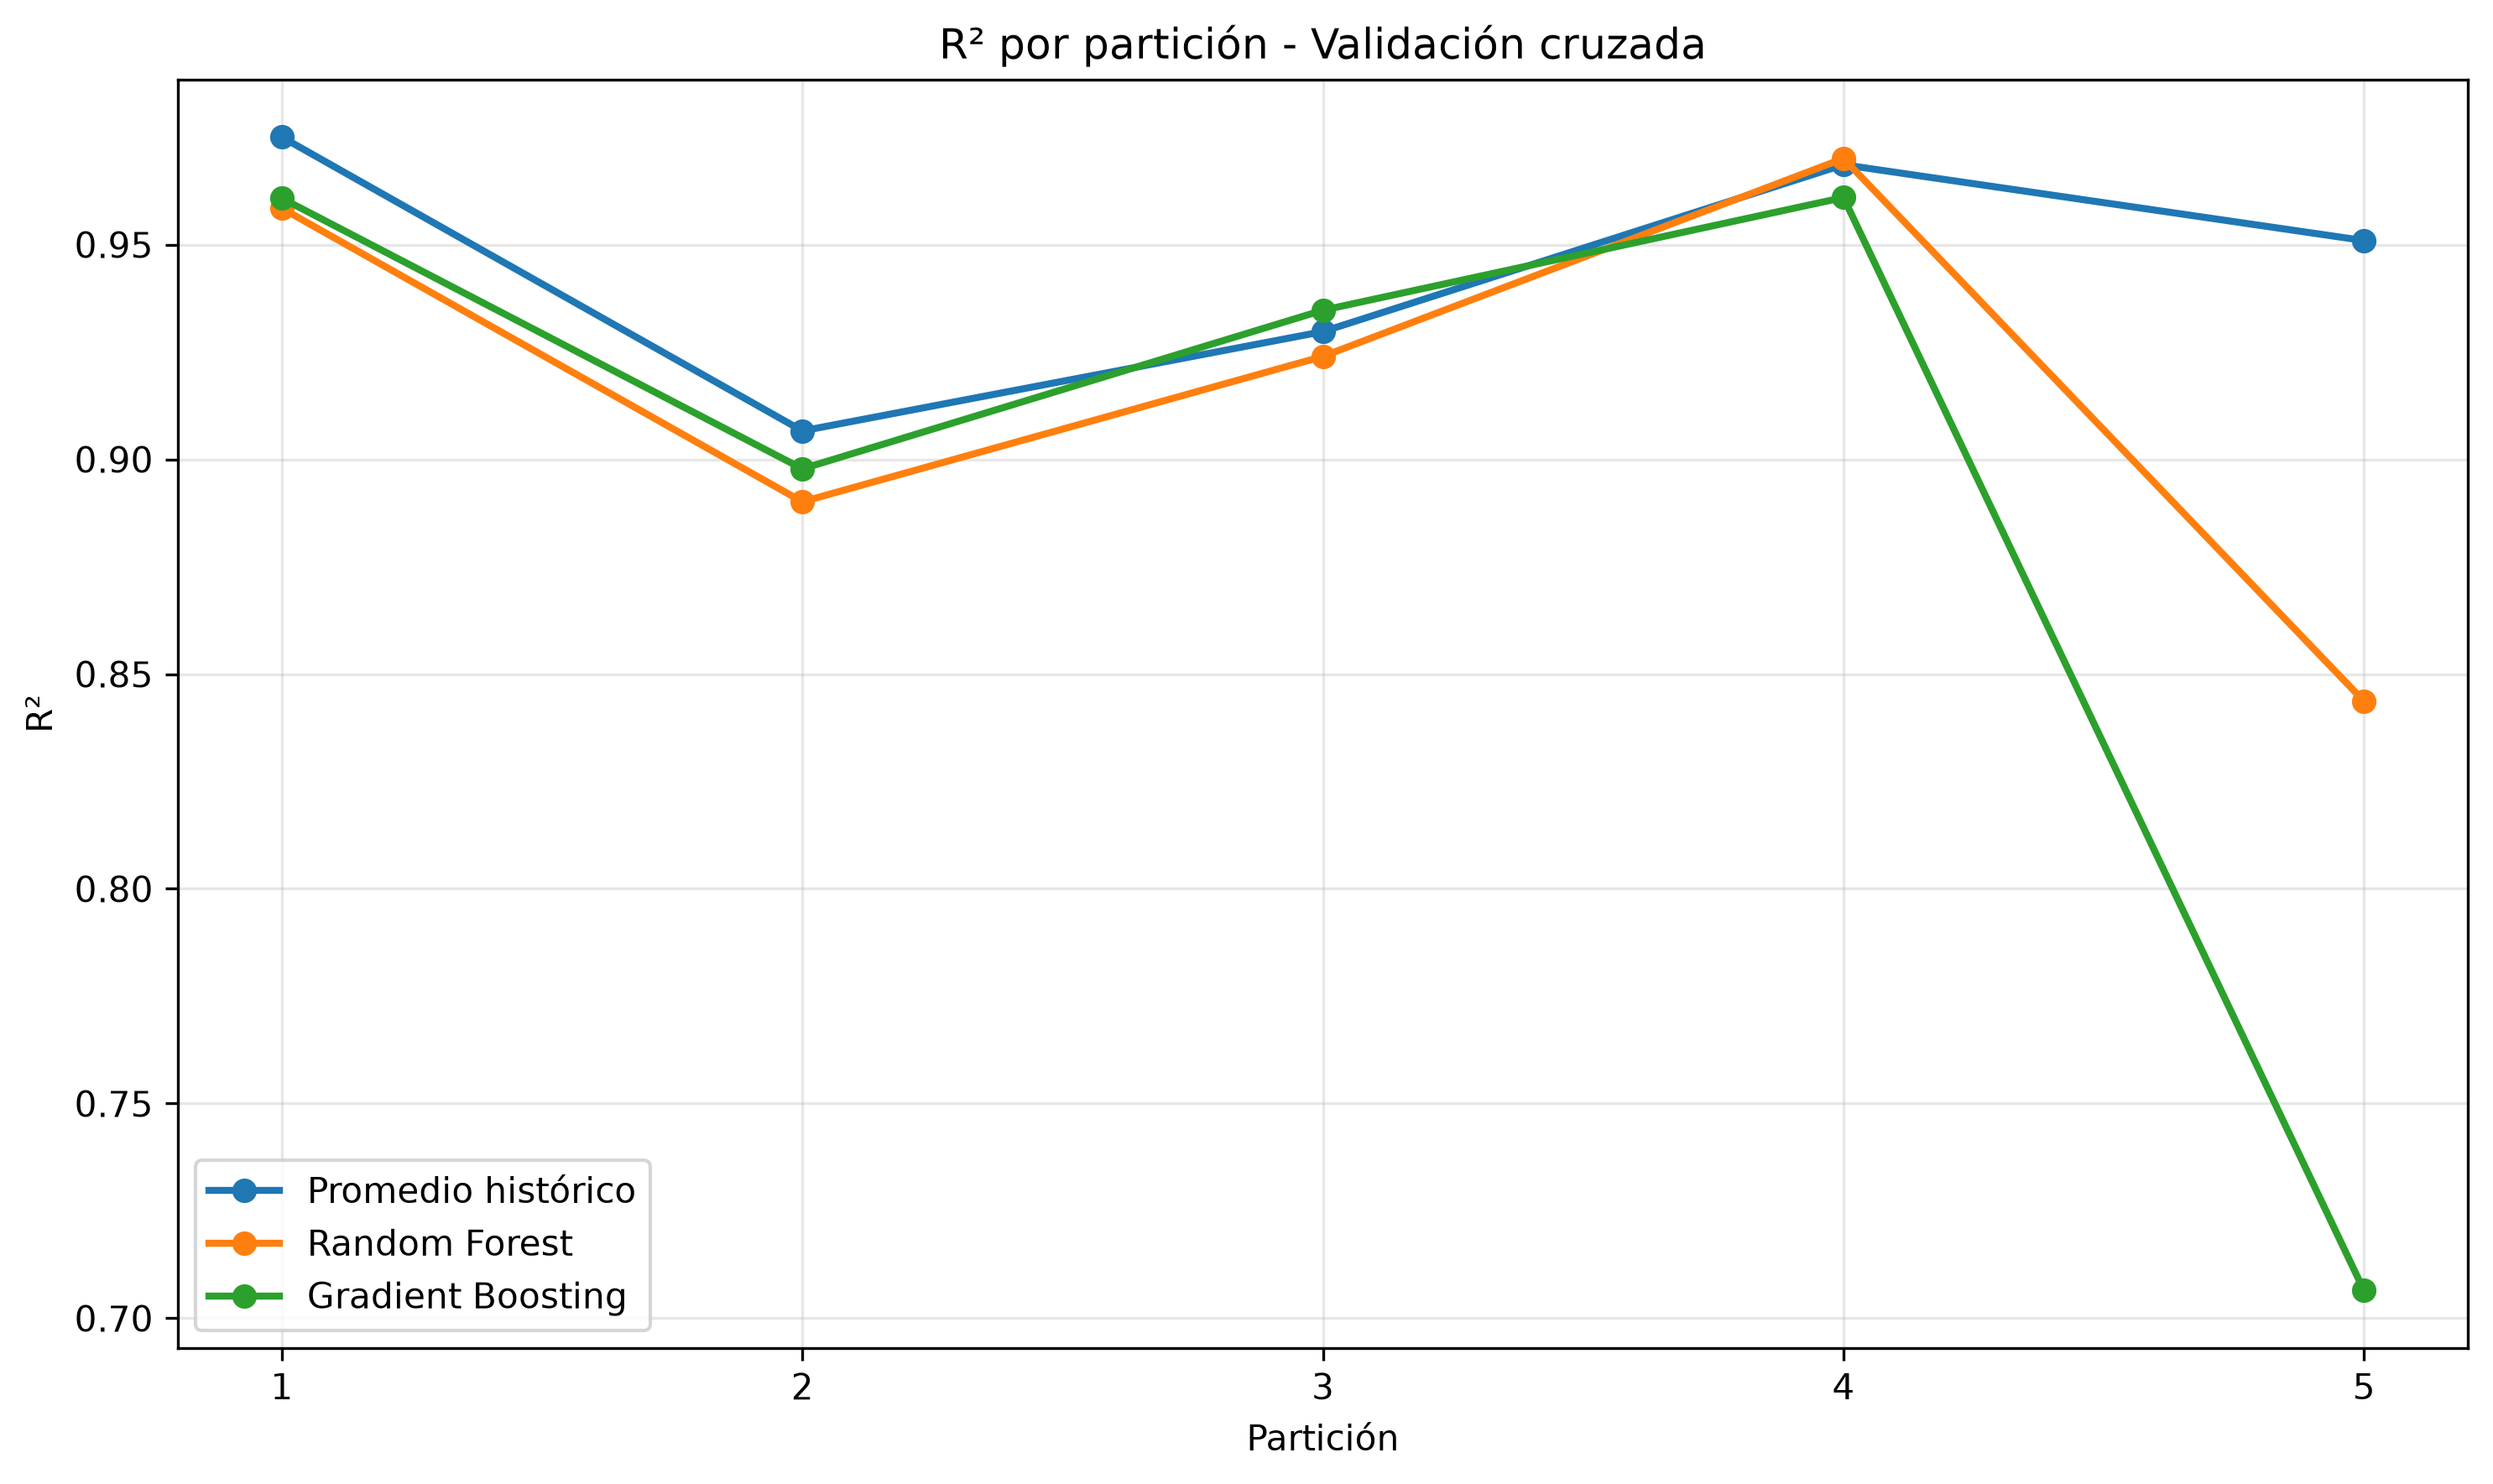 R² por partición - Validación cruzada
R²
0.95
0.90
0.85
0.80
0.75
0.70
Promedio histórico
Random Forest
Gradient Boosting
1 2 3 4 5
Partición